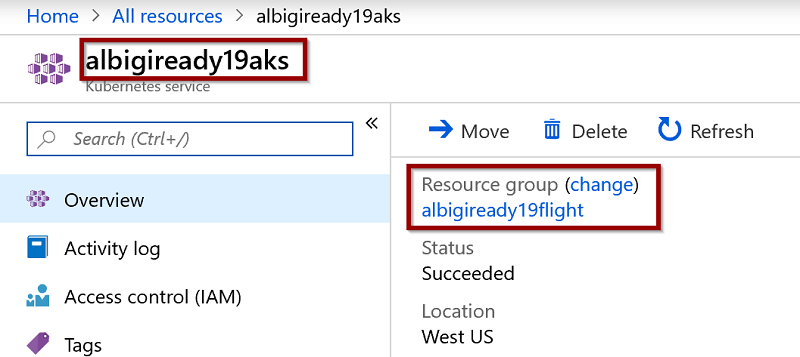 Home > All resources > albigiready19aks
albigiready19aks
Kubernetes service
Search (Ctrl+/)
«
Move Delete Refresh
Overview
Activity log
Access control (IAM)
Tags
Resource group (change)
albigiready19flight
Status
Succeeded
Location
West US